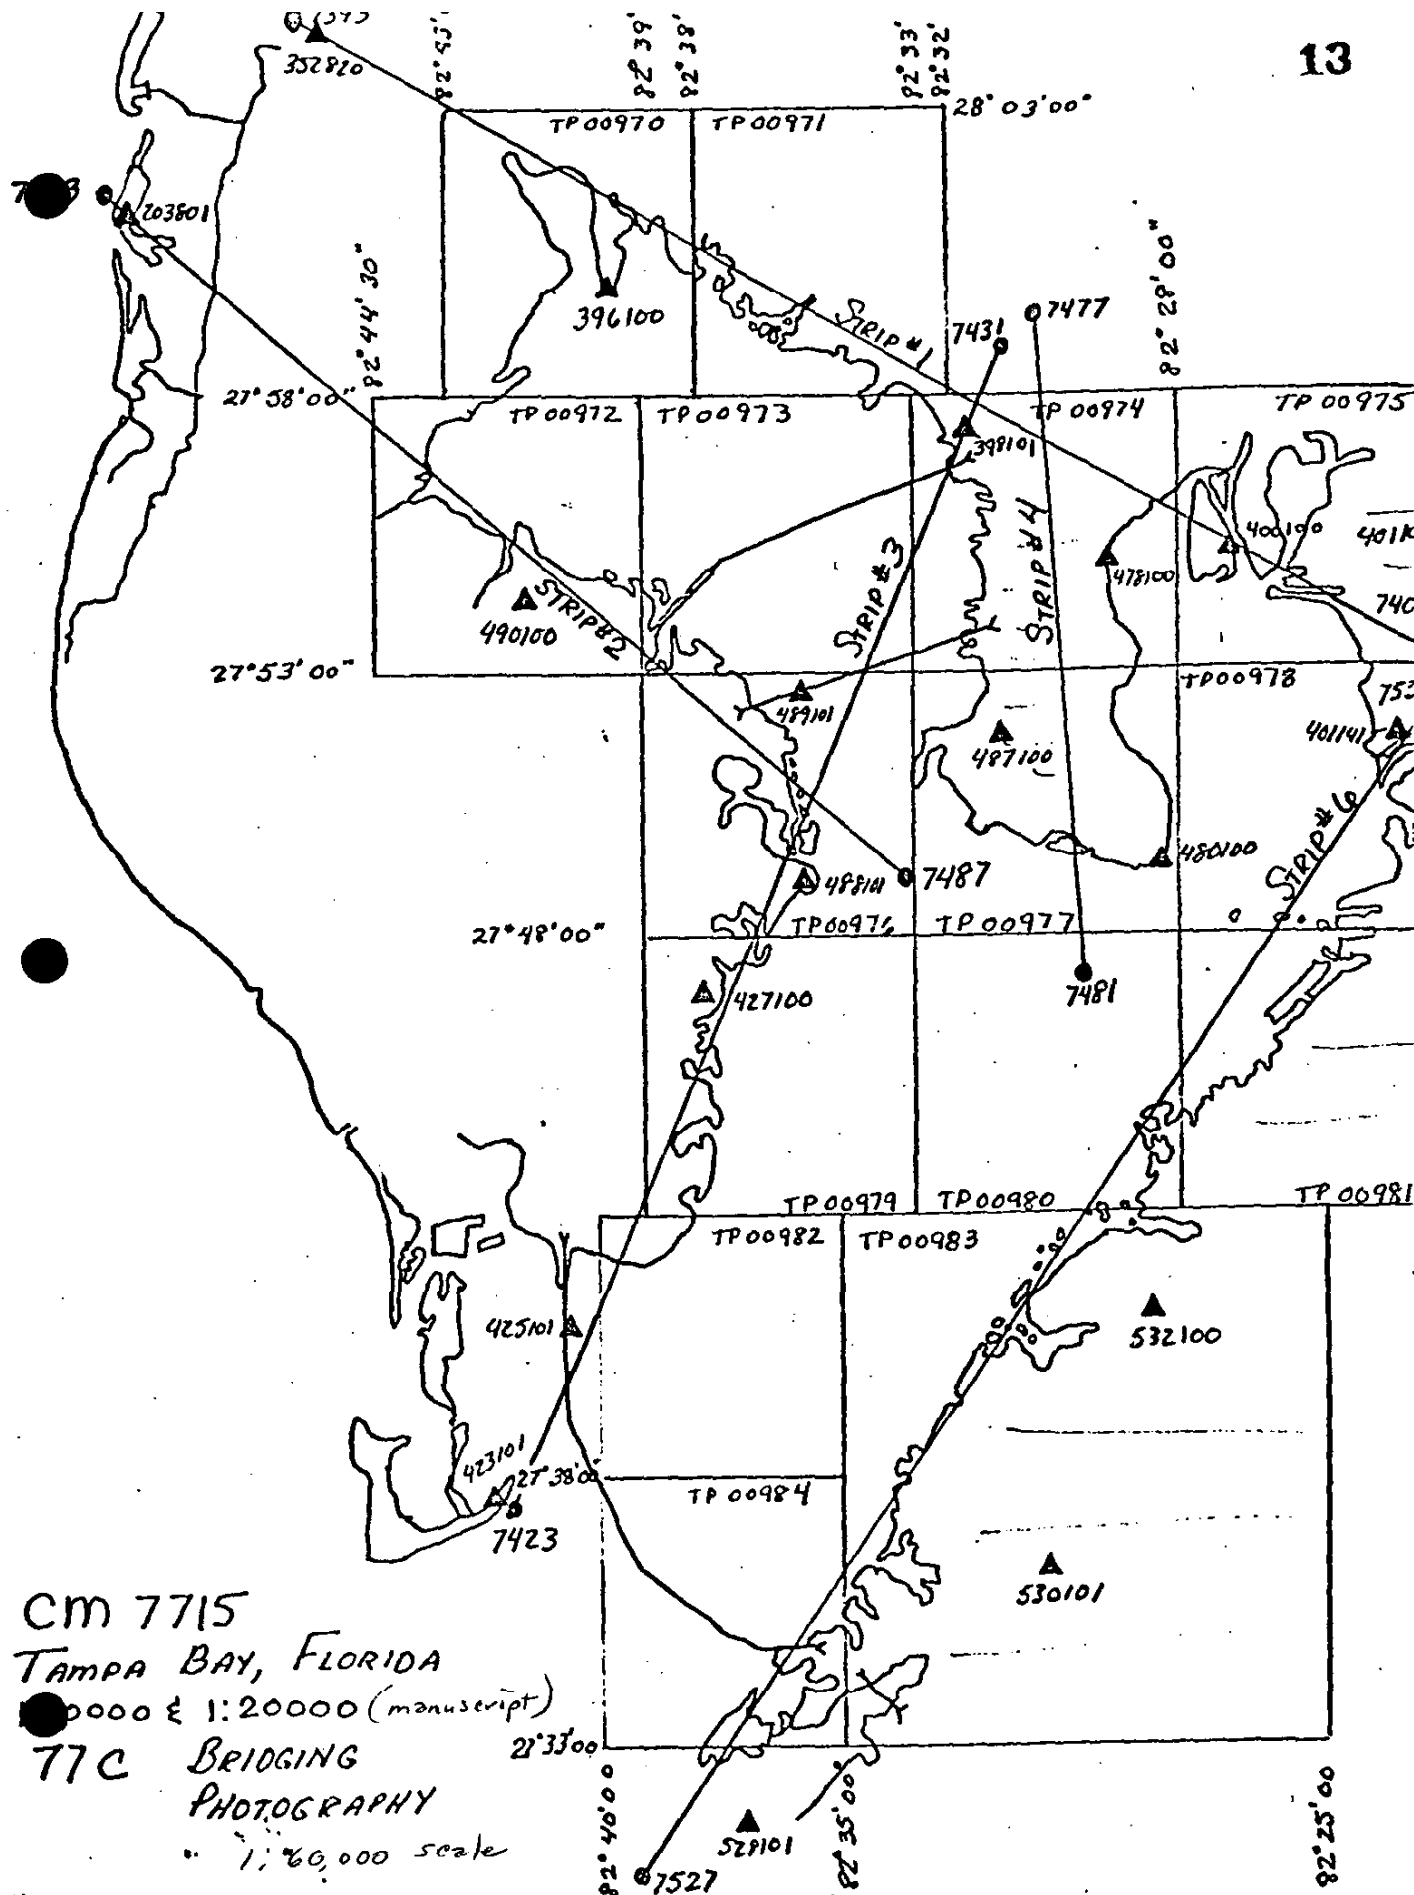 13
352820
82° 39'
82° 38'
82° 33'
82° 32'
28° 03' 00"
TP 00970
TP 00971
203801
82° 44' 30"
396100
STRIP #1
7431
7477
82° 28' 00"
27° 58' 00"
TP 00972
TP 00973
TP 00974
TP 00975
398101
400100
478100
STRIP #4
STRIP #3
490100
STRIP #2
27° 53' 00"
TP 00978
489101
487100
401141
STRIP #6
480100
488101
7487
27° 48' 00"
TP 00976
TP 00977
427100
7481
TP 00979
TP 00980
TP 00981
TP 00982
TP 00983
425101
532100
423101
27° 38' 00"
TP 00984
7423
530101
CM 7715
TAMPA BAY, FLORIDA
0000 & 1:20000 (manuscript)
77C BRIDGING
PHOTOGRAPHY
1:60,000 scale
27° 33' 00
82° 40' 00
82° 35' 00"
82° 25' 00
7527